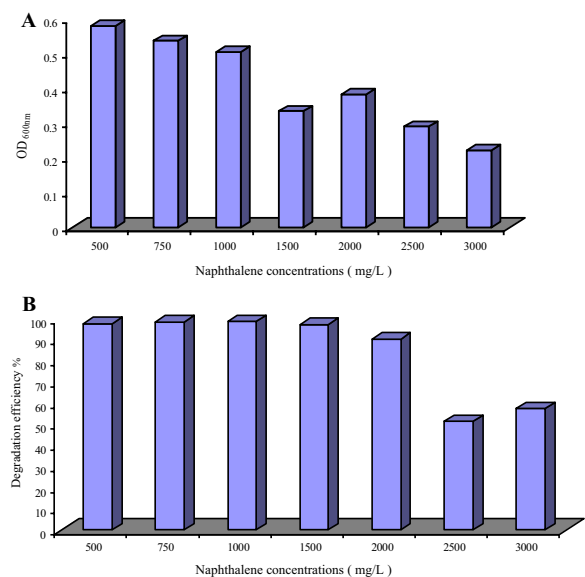 A
0.6
0.5
0.4
0.3
0.2
0.1
0
OD 600nm
500 750 1000 1500 2000 2500 3000
Naphthalene concentrations ( mg/L )
B
100
90
80
70
60
50
40
30
20
10
0
Degradation efficiency %
500 750 1000 1500 2000 2500 3000
Naphthalene concentrations ( mg/L )